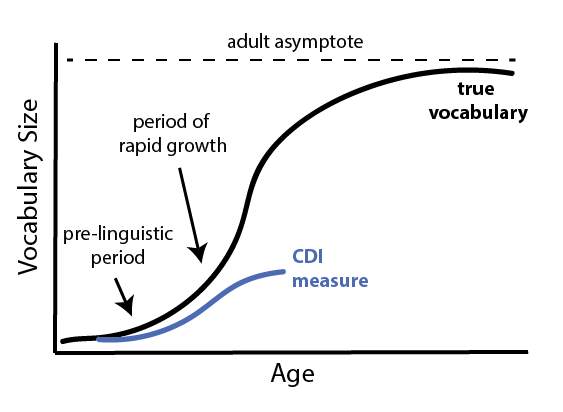 adult asymptote
true
vocabulary
period of
rapid growth
pre-linguistic
period
CDI
measure
Vocabulary Size
Age